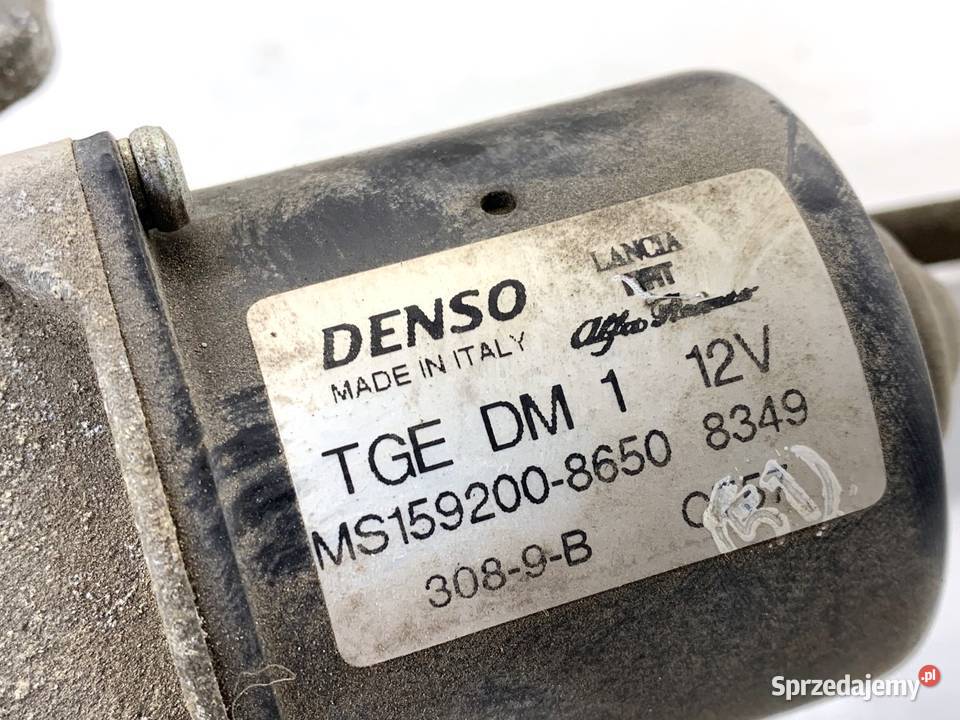 DENSO
MADE IN ITALY
LANCIA
Alfa Romeo
TGE DM 1 12V
MS159200-8650 8349
308-9-B
Sprzedajemy.pl